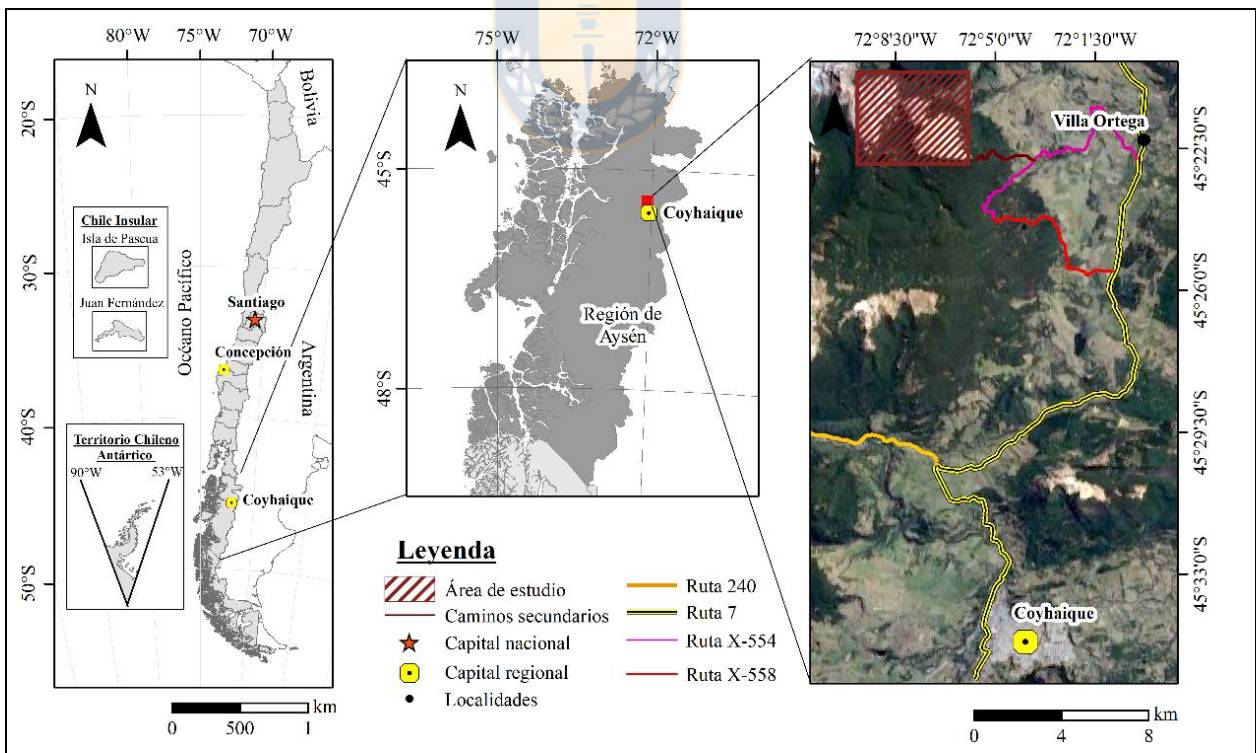 80°W
75°W
70°W
N
20°S
30°S
40°S
50°S
Bolivia
Chile Insular
Isla de Pascua
Juan Fernández
Océano Pacífico
Santiago
Concepción
Argentina
Territorio Chileno
Antártico
90°W
53°W
Coyhaique
km
0
500
1
75°W
72°W
N
45°S
48°S
Coyhaique
Región de
Aysén
Leyenda
Área de estudio
Caminos secundarios
Capital nacional
Capital regional
Localidades
Ruta 240
Ruta 7
Ruta X-554
Ruta X-558
72°8'30"W
72°5'0"W
72°1'30"W
N
Villa Ortega
45°22'30"S
45°26'0"S
45°29'30"S
45°33'0"S
Coyhaique
km
0
4
8